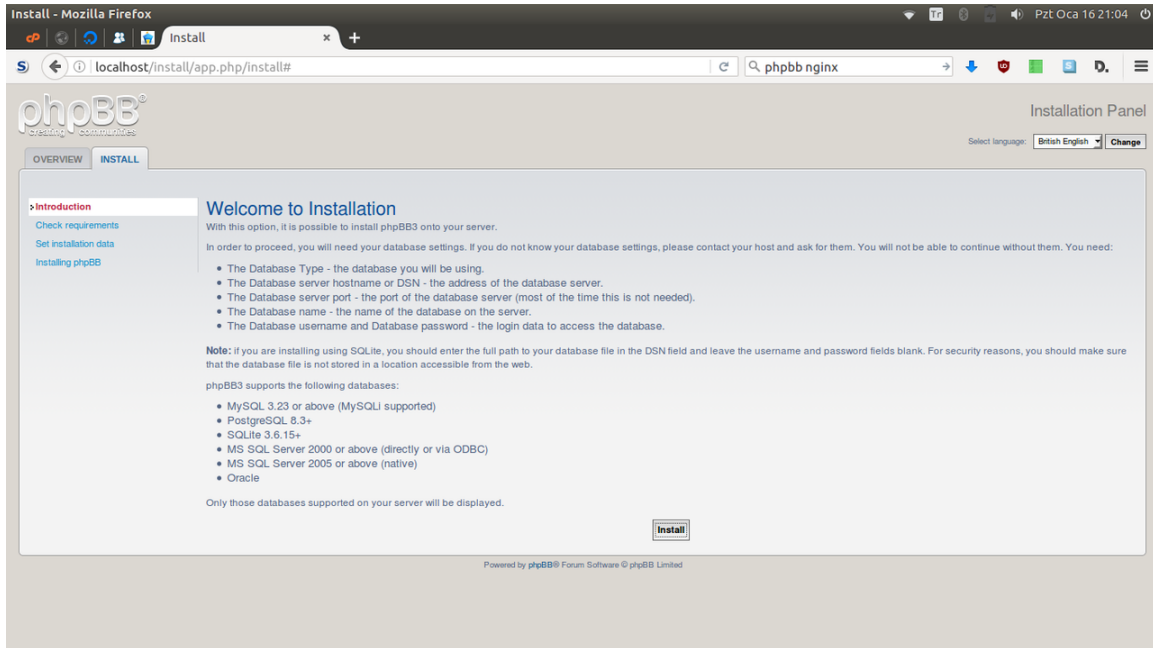 Install - Mozilla Firefox
Tr
Pzt Oca 16 21:04
Install
localhost/install/app.php/install#
phpbb nginx
phpBB®
creating communities
Installation Panel
Select language:
British English
Change
OVERVIEW
INSTALL
Introduction
Check requirements
Set installation data
Installing phpBB
Welcome to Installation
With this option, it is possible to install phpBB3 onto your server.
In order to proceed, you will need your database settings. If you do not know your database settings, please contact your host and ask for them. You will not be able to continue without them. You need:
The Database Type - the database you will be using.
The Database server hostname or DSN - the address of the database server.
The Database server port - the port of the database server (most of the time this is not needed).
The Database name - the name of the database on the server.
The Database username and Database password - the login data to access the database.
Note: if you are installing using SQLite, you should enter the full path to your database file in the DSN field and leave the username and password fields blank. For security reasons, you should make sure
that the database file is not stored in a location accessible from the web.
phpBB3 supports the following databases:
MySQL 3.23 or above (MySQLi supported)
PostgreSQL 8.3+
SQLite 3.6.15+
MS SQL Server 2000 or above (directly or via ODBC)
MS SQL Server 2005 or above (native)
Oracle
Only those databases supported on your server will be displayed.
Install
Powered by phpBB® Forum Software © phpBB Limited